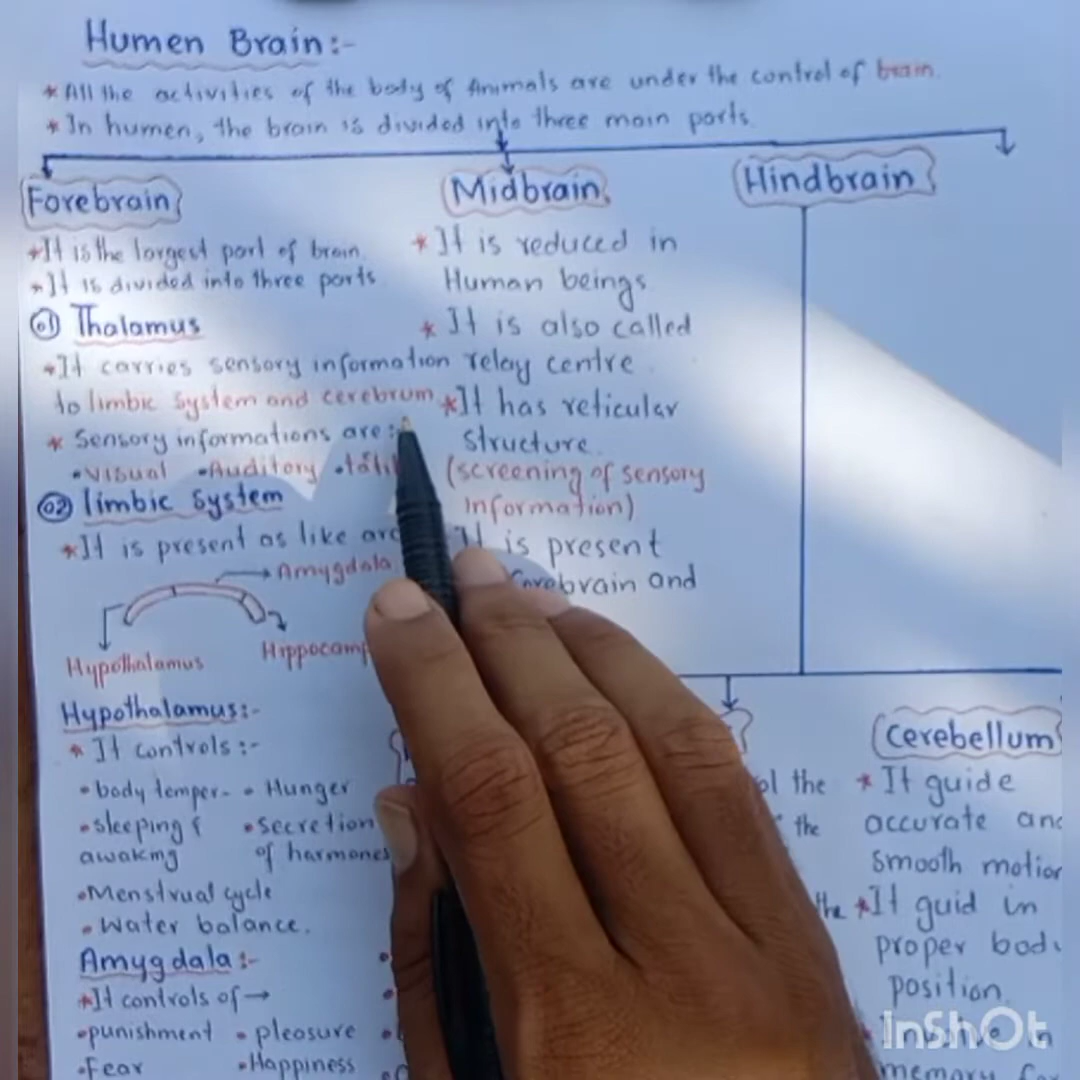 Humen Brain:-
* All the activities of the body of Animals are under the control of brain.
* In humen, the brain is divided into three main parts.
Forebrain
* It is the largest part of brain.
* It is divided into three parts.
01 Thalamus
* It carries sensory information
to limbic system and cerebrum
* Sensory informations are:-
• visual • Auditory
02 limbic system
* It is present as like
Amygdala
Hypothalamus
Hypothalamus:-
* It controls:-
• body temper- • Hunger
• sleeping & • secretion
awaking of harmones
• Menstrual cycle
• Water balance.
Amygdala:-
* It controls of →
• punishment • pleasure
• Fear • Happiness
Midbrain
* It is reduced in
Human beings
* It is also called
relay centre
* It has reticular
structure.
(screening of sensory
Information)
It is present
forebrain and
Hindbrain
the
the
the
Cerebellum
* It guide
accurate
smooth
* It guid in
proper
position
memory
InShOt